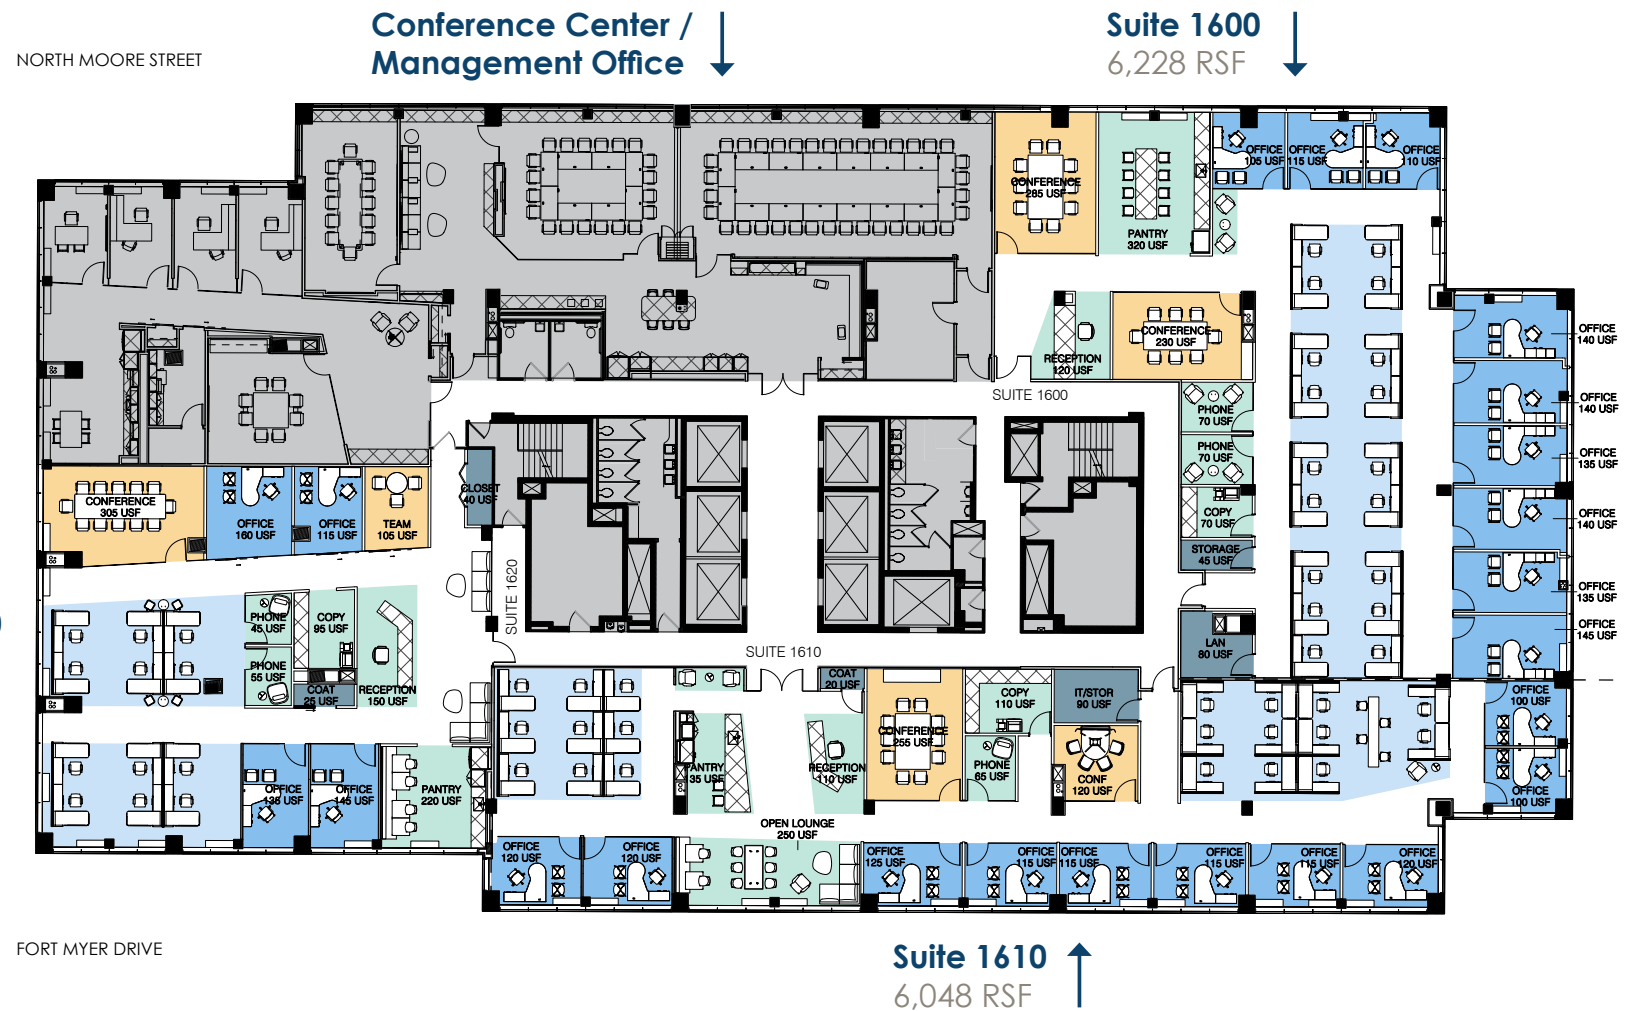 Conference Center /
Management Office
Suite 1600
6,228 RSF
NORTH MOORE STREET
OFFICE
105 USF
OFFICE
115 USF
OFFICE
110 USF
CONFERENCE
285 USF
PANTRY
320 USF
RECEPTION
120 USF
CONFERENCE
230 USF
OFFICE
140 USF
OFFICE
140 USF
OFFICE
135 USF
OFFICE
140 USF
OFFICE
135 USF
OFFICE
145 USF
SUITE 1600
PHONE
70 USF
PHONE
70 USF
COPY
70 USF
STORAGE
45 USF
LAN
80 USF
CLOSET
40 USF
CONFERENCE
305 USF
OFFICE
160 USF
OFFICE
115 USF
TEAM
105 USF
SUITE 1620
PHONE
45 USF
COPY
95 USF
PHONE
55 USF
COAT
25 USF
RECEPTION
150 USF
SUITE 1610
COAT
20 USF
COPY
110 USF
IT/STOR
90 USF
OFFICE
100 USF
CONFERENCE
255 USF
PANTRY
35 USF
RECEPTION
110 USF
PHONE
65 USF
CONF
120 USF
OFFICE
100 USF
OFFICE
135 USF
OFFICE
145 USF
PANTRY
220 USF
OPEN LOUNGE
250 USF
OFFICE
120 USF
OFFICE
120 USF
OFFICE
125 USF
OFFICE
115 USF
OFFICE
115 USF
OFFICE
115 USF
OFFICE
115 USF
OFFICE
120 USF
FORT MYER DRIVE
Suite 1610
6,048 RSF